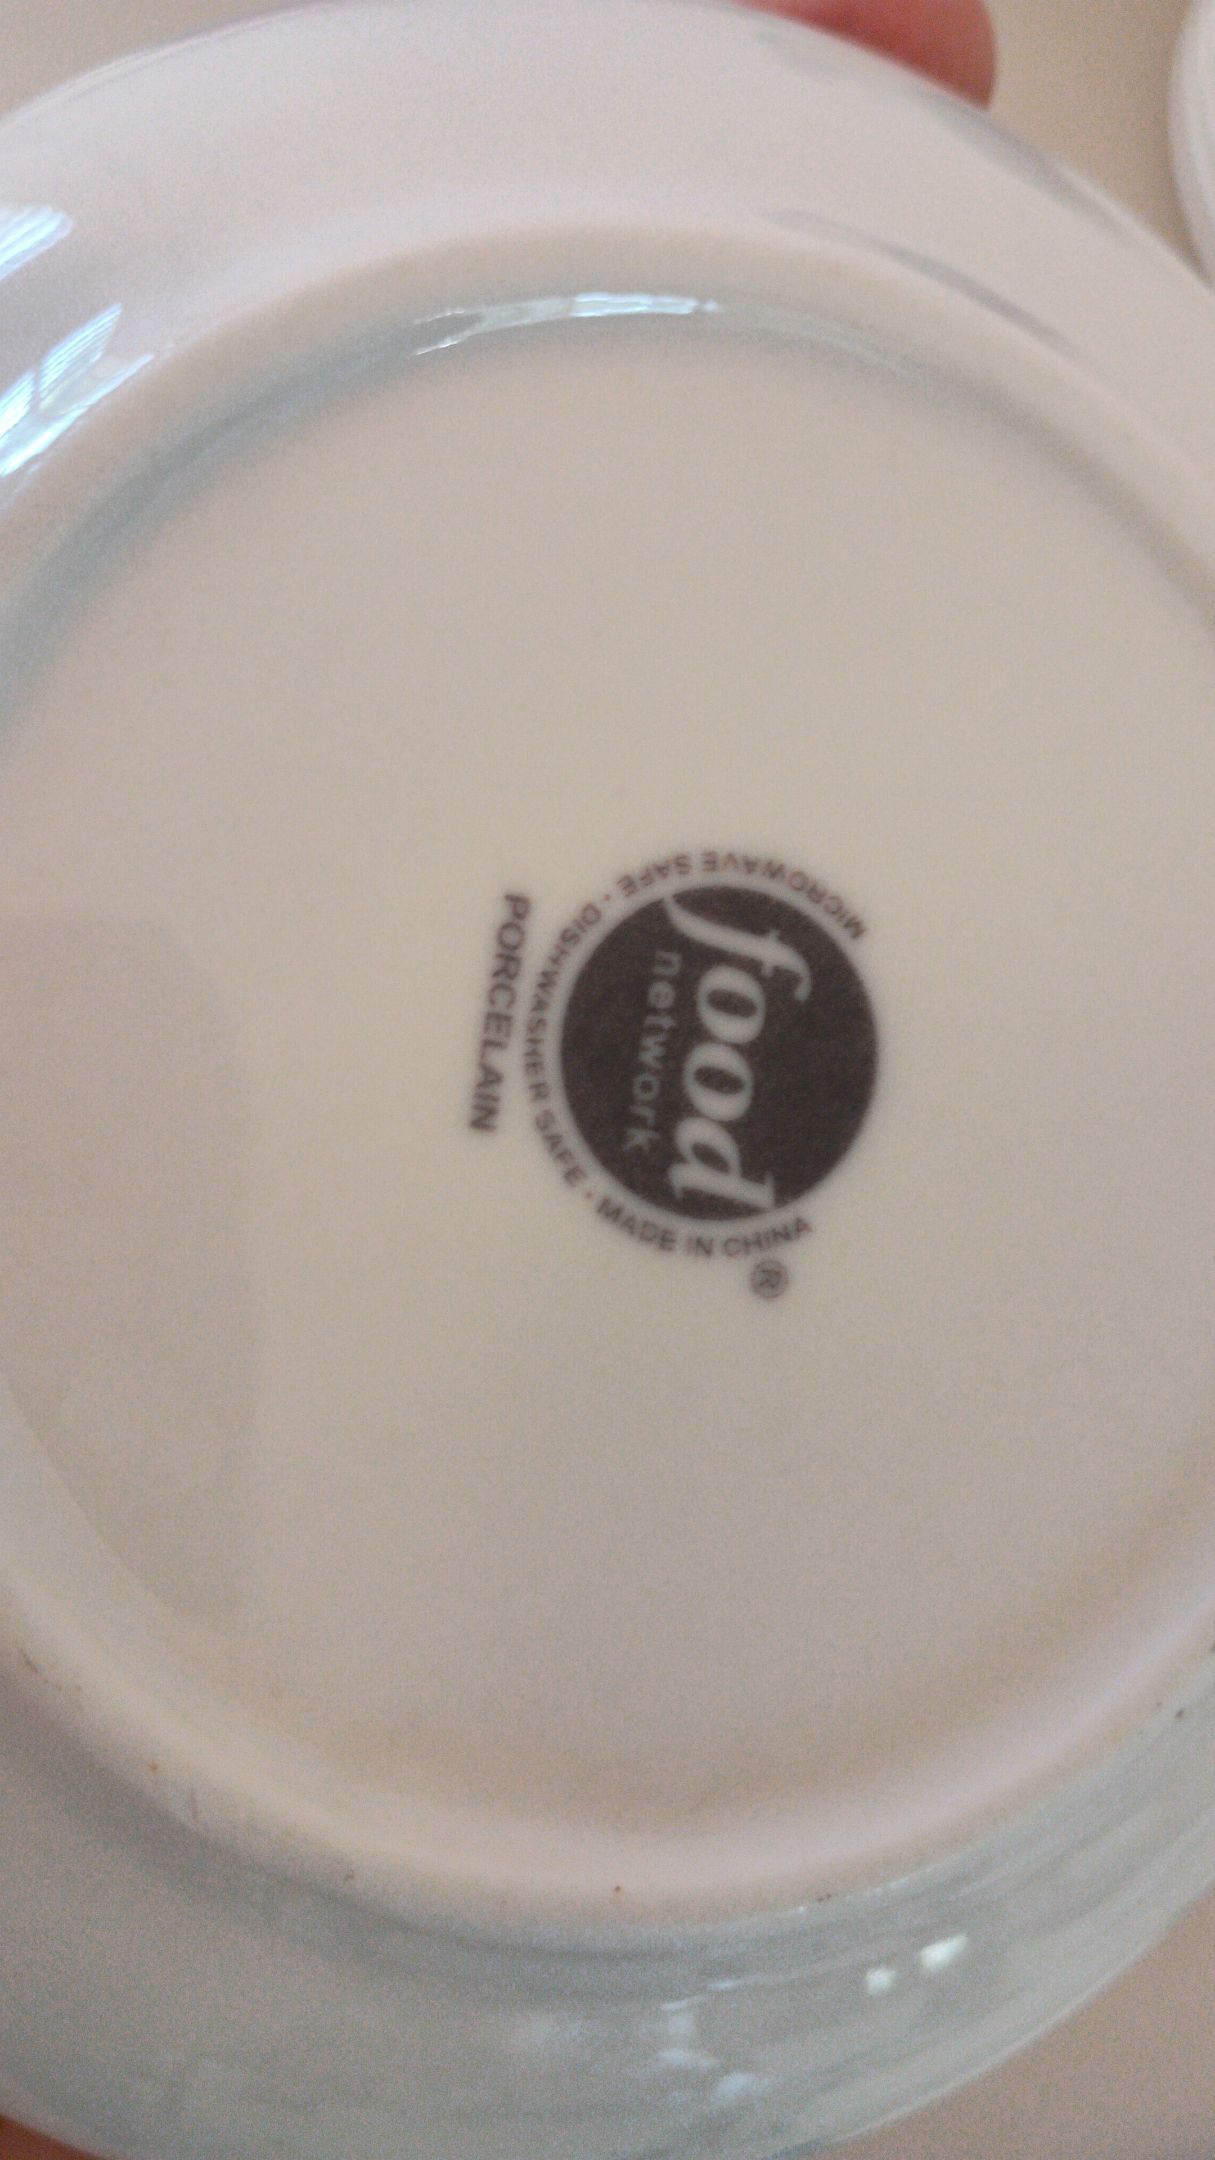 food
network
®
MICROWAVE SAFE · DISHWASHER SAFE · MADE IN CHINA
PORCELAIN